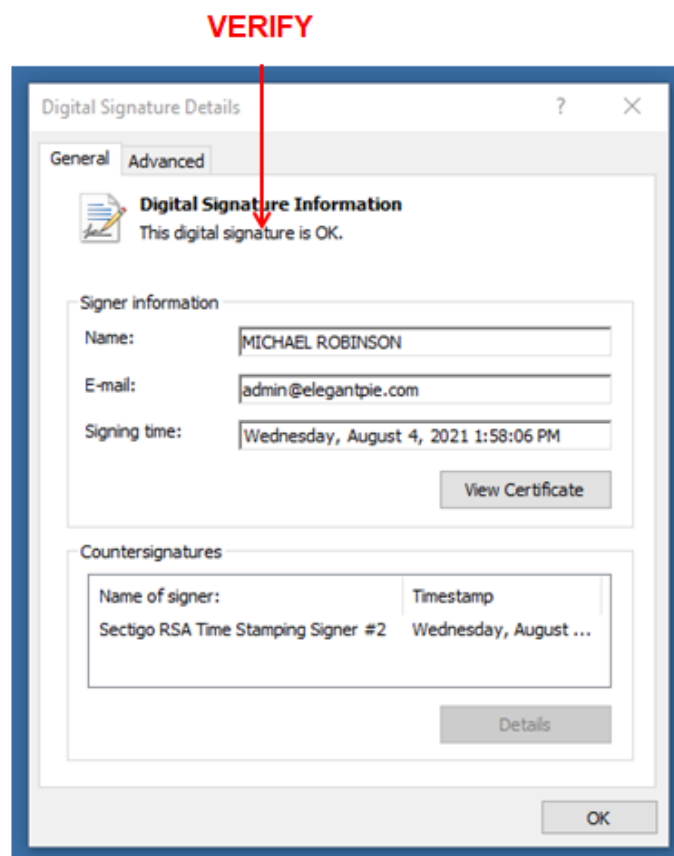 VERIFY
Digital Signature Details
General Advanced
Digital Signature Information
This digital signature is OK.
Signer information
Name: MICHAEL ROBINSON
E-mail: admin@elegantpie.com
Signing time: Wednesday, August 4, 2021 1:58:06 PM
View Certificate
Countersignatures
Name of signer: Timestamp
Sectigo RSA Time Stamping Signer #2 Wednesday, August ...
Details
OK